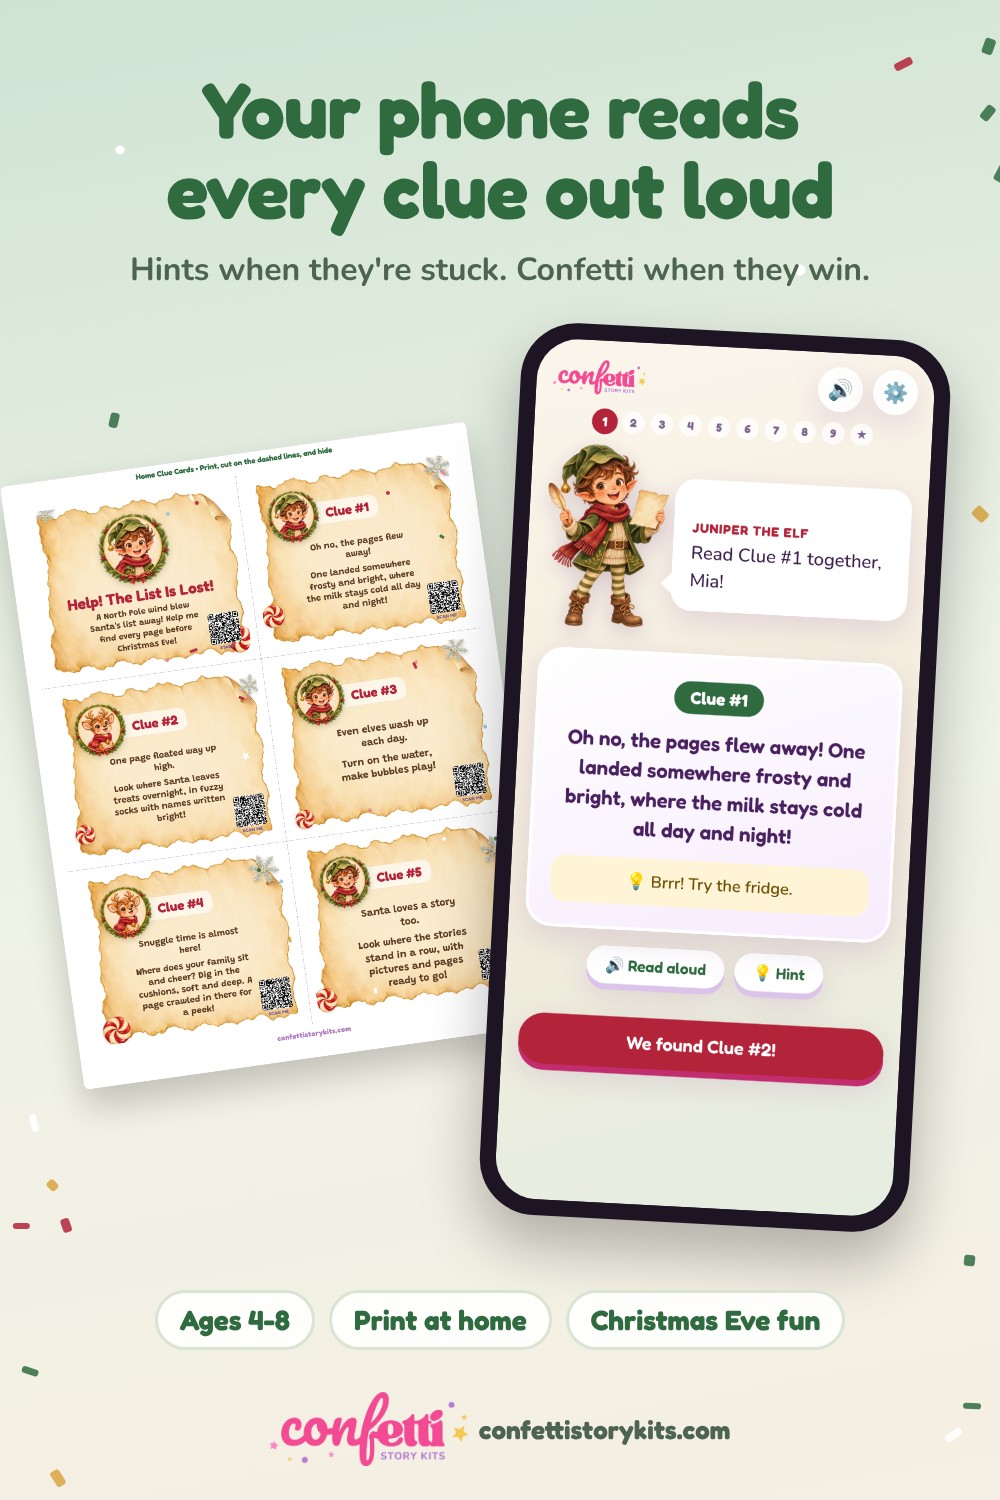 Your phone reads
every clue out loud
Hints when they're stuck. Confetti when they win.
Home Clue Cards • Print, cut on the dashed lines, and hide
Help! The List Is Lost!
A North Pole wind blew
Santa's list away! Help me
find every page before
Christmas Eve!
Clue #1
Oh no, the pages flew
away!
One landed somewhere
frosty and bright, where
the milk stays cold all day
and night!
SCAN ME
Clue #2
One page floated way up
high.
Look where Santa leaves
treats overnight, in fuzzy
socks with names written
bright!
SCAN ME
Clue #3
Even elves wash up
each day.
Turn on the water,
make bubbles play!
SCAN ME
Clue #4
Snuggle time is almost
here!
Where does your family sit
and cheer? Dig in the
cushions, soft and deep. A
page crawled in there for
a peek!
SCAN ME
Clue #5
Santa loves a story
too.
Look where the stories
stand in a row, with
pictures and pages
ready to go!
confettistorykits.com
confetti
STORY KITS
1 2 3 4 5 6 7 8 9
JUNIPER THE ELF
Read Clue #1 together,
Mia!
Clue #1
Oh no, the pages flew away! One
landed somewhere frosty and
bright, where the milk stays cold
all day and night!
Brrr! Try the fridge.
Read aloud
Hint
We found Clue #2!
Ages 4-8
Print at home
Christmas Eve fun
confetti
STORY KITS
confettistorykits.com